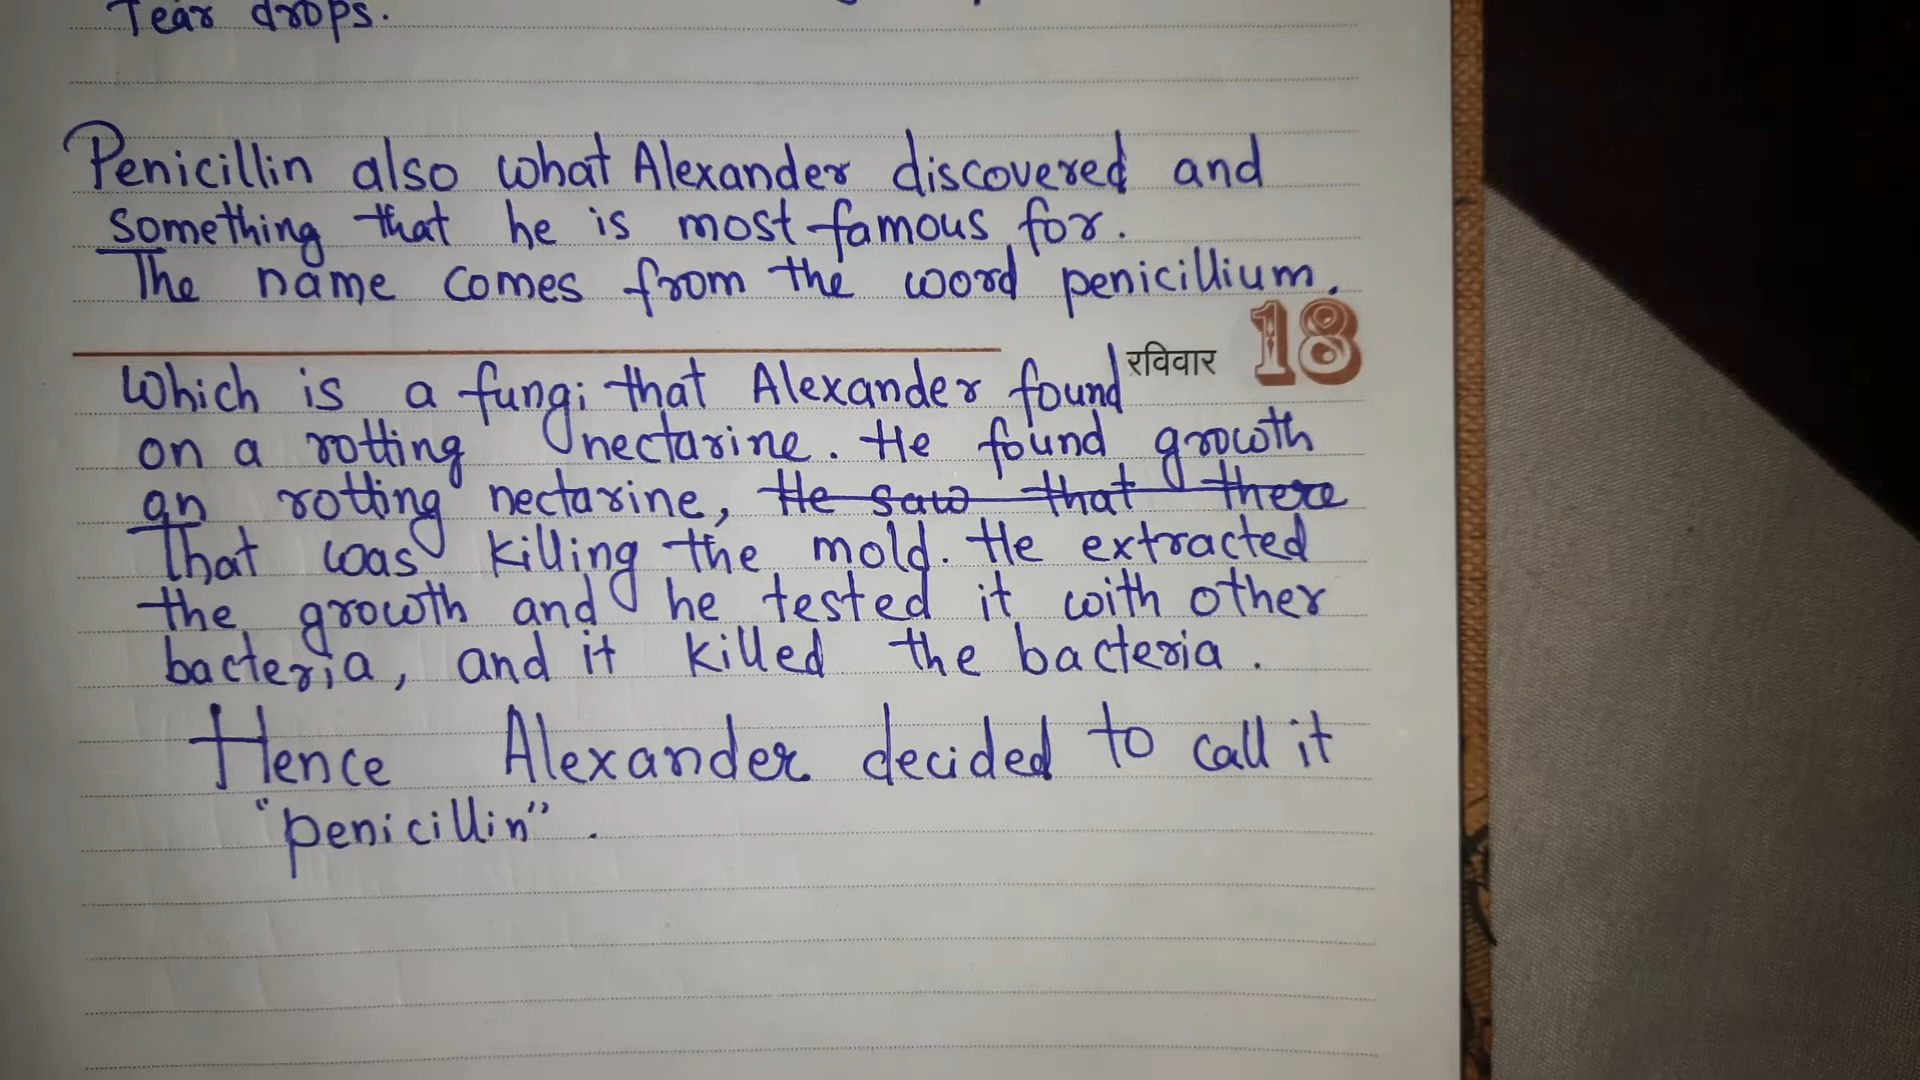 Tear drops.
Penicillin also what Alexander discovered and
something that he is most famous for.
The name comes from the word penicillium.
रविवार 18
Which is a fungi that Alexander found
on a rotting nectarine. He found growth
an rotting nectarine, ~~He saw that there~~
That was killing the mold. He extracted
the growth and he tested it with other
bacteria, and it killed the bacteria.
Hence Alexander decided to call it
"penicillin".